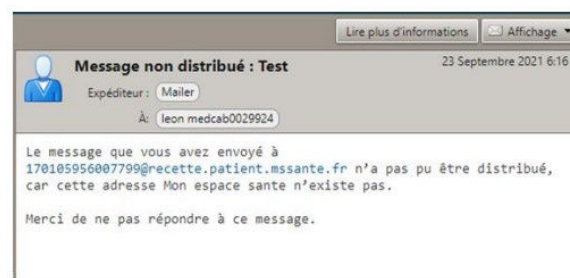 Lire plus d'informations Affichage
Message non distribué : Test 23 Septembre 2021 6:16
Expéditeur : Mailer
À: leon medcab0029924
Le message que vous avez envoyé à
170105956007799@recette.patient.mssante.fr n'a pas pu être distribué,
car cette adresse Mon espace sante n'existe pas.
Merci de ne pas répondre à ce message.